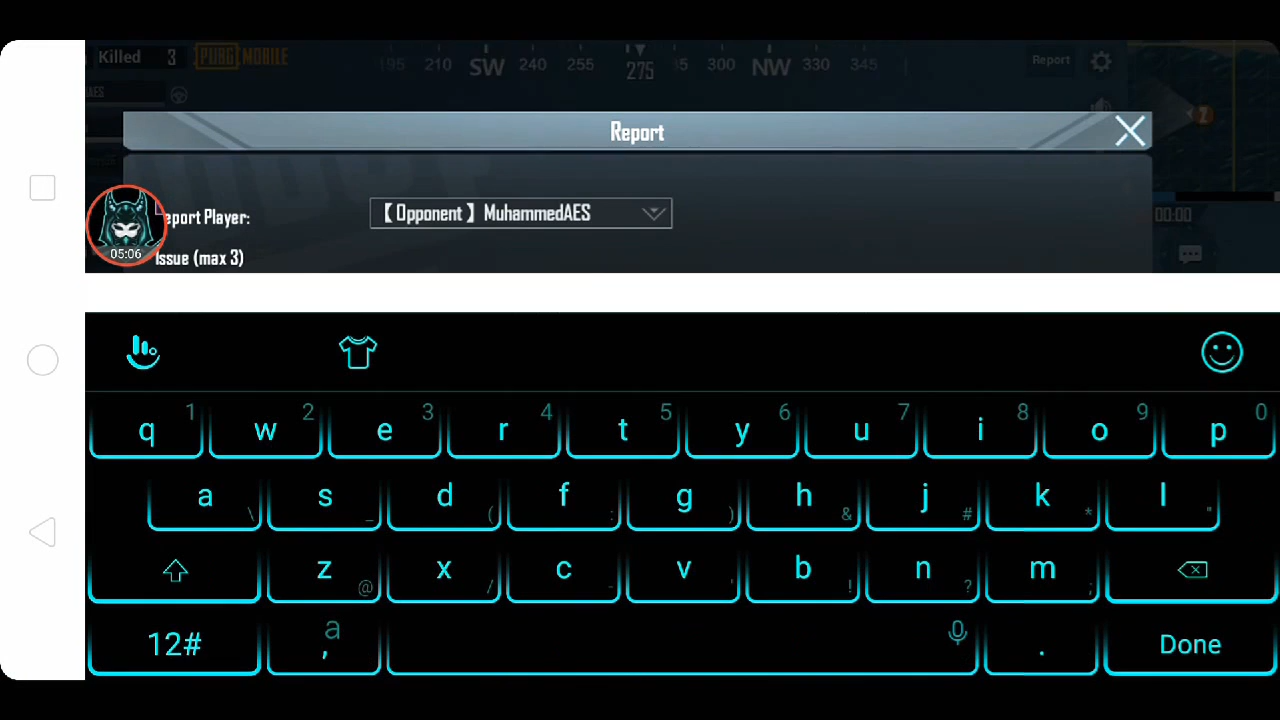 Killed 3 PUBG MOBILE
195 210 SW 240 255 275 300 NW 330 345
Report
AES
Report
Report Player:
【Opponent】MuhammedAES
00:00
05:06
Issue (max 3)
1 2 3 4 5 6 7 8 9 0
q w e r t y u i o p
a s d f g h j k l
\ _ ( : ) & # * "
z x c v b n m
@ / - ' ! ? ;
12# a , . Done